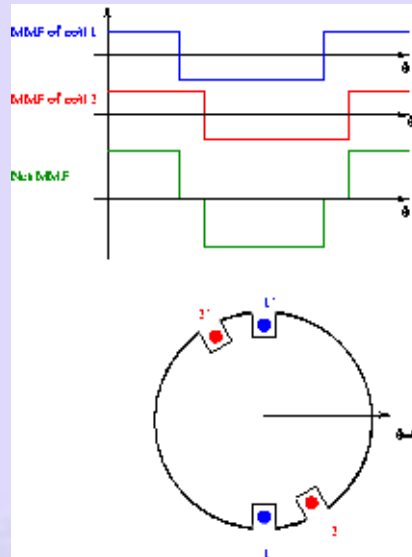 MMF of coil 1
θ
MMF of coil 2
θ
Net MMF
θ
2'
1'
θ
2
1